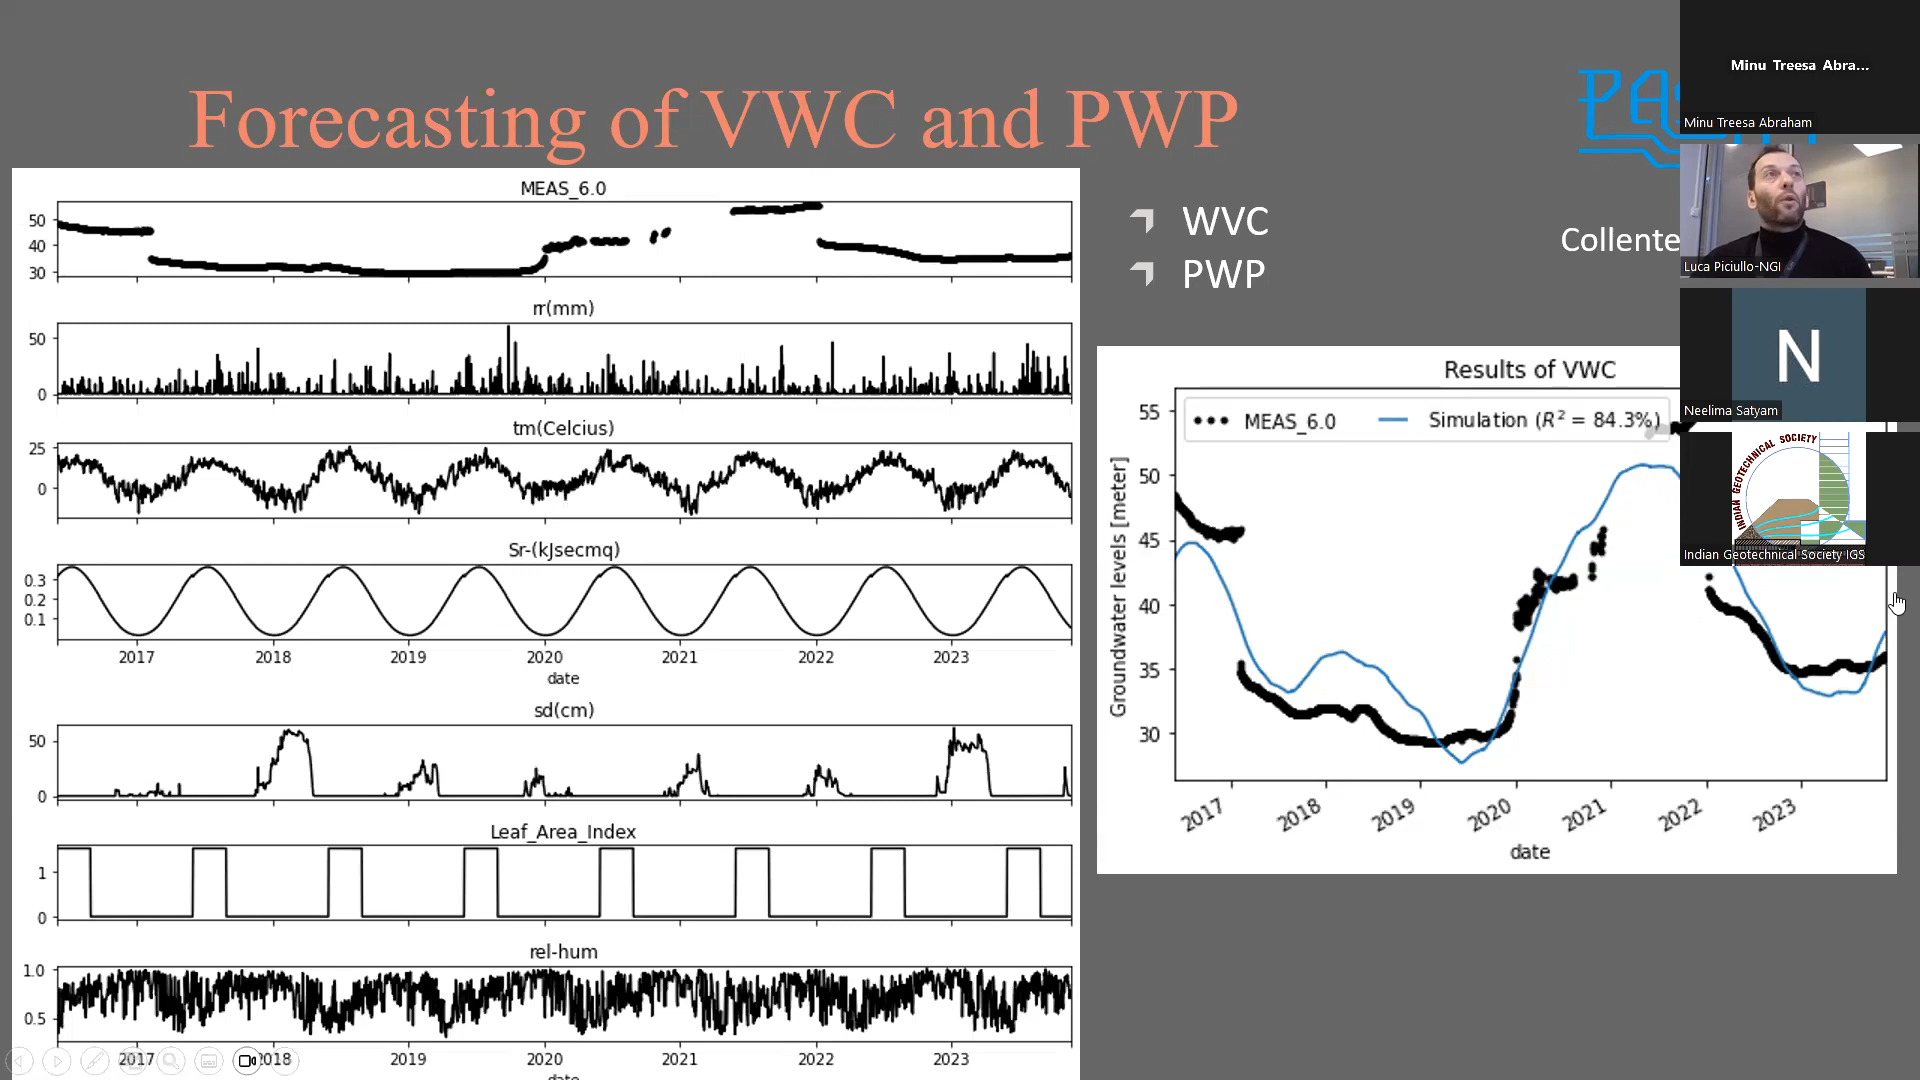 Forecasting of VWC and PWP
MEAS_6.0
50
40
30
rr(mm)
50
0
tm(Celcius)
25
0
Sr-(kJsecmq)
0.3
0.2
0.1
2017 2018 2019 2020 2021 2022 2023
date
sd(cm)
50
0
Leaf_Area_Index
1
0
rel-hum
1.0
0.5
2017 2018 2019 2020 2021 2022 2023
date
WVC
PWP
Collente
Results of VWC
MEAS_6.0 Simulation (R² = 84.3%)
Groundwater levels [meter]
55
50
45
40
35
30
2017 2018 2019 2020 2021 2022 2023
date
Minu Treesa Abra...
Minu Treesa Abraham
Luca Piciullo-NGI
N
Neelima Satyam
INDIAN GEOTECHNICAL SOCIETY
Indian Geotechnical Society IGS